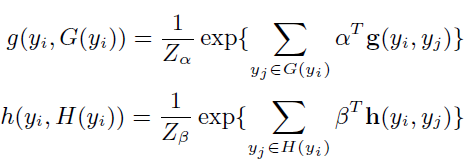 g(y_i, G(y_i)) = \frac{1}{Z_\alpha} \exp\{ \sum_{y_j \in G(y_i)} \alpha^T \mathbf{g}(y_i, y_j)\}
h(y_i, H(y_i)) = \frac{1}{Z_\beta} \exp\{ \sum_{y_j \in H(y_i)} \beta^T \mathbf{h}(y_i, y_j)\}